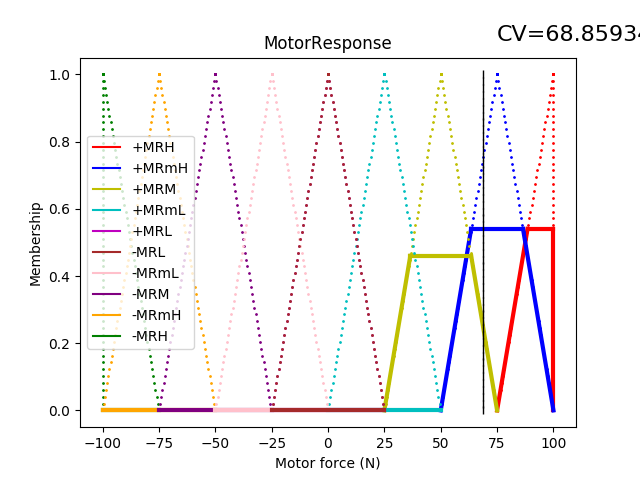 CV=68.85934
MotorResponse
Membership
1.0
0.8
0.6
0.4
0.2
0.0
+MRH
+MRmH
+MRM
+MRmL
+MRL
-MRL
-MRmL
-MRM
-MRmH
-MRH
−100 −75 −50 −25 0 25 50 75 100
Motor force (N)